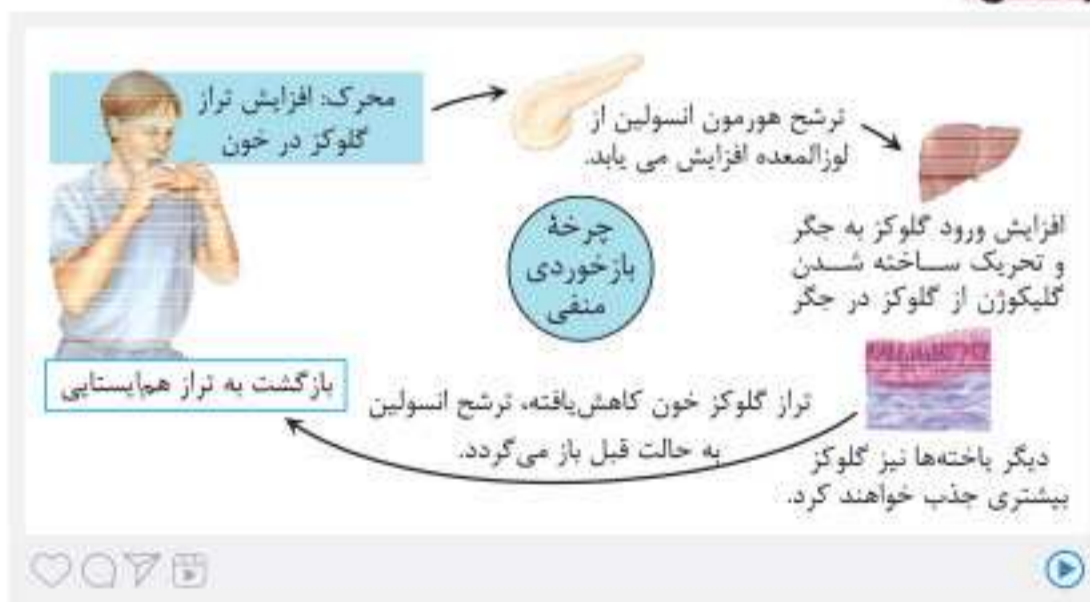 محرک: افزایش تراز
گلوکز در خون
ترشح هورمون انسولین از
لوزالمعده افزایش می یابد.
افزایش ورود گلوکز به جگر
و تحریک ساخته شدن
گلیکوژن از گلوکز در جگر
چرخهٔ
بازخوردی
منفی
دیگر یاخته‌ها نیز گلوکز
بیشتری جذب خواهند کرد.
تراز گلوکز خون کاهش‌یافته، ترشح انسولین
به حالت قبل باز می‌گردد.
بازگشت به تراز هم‌ایستایی